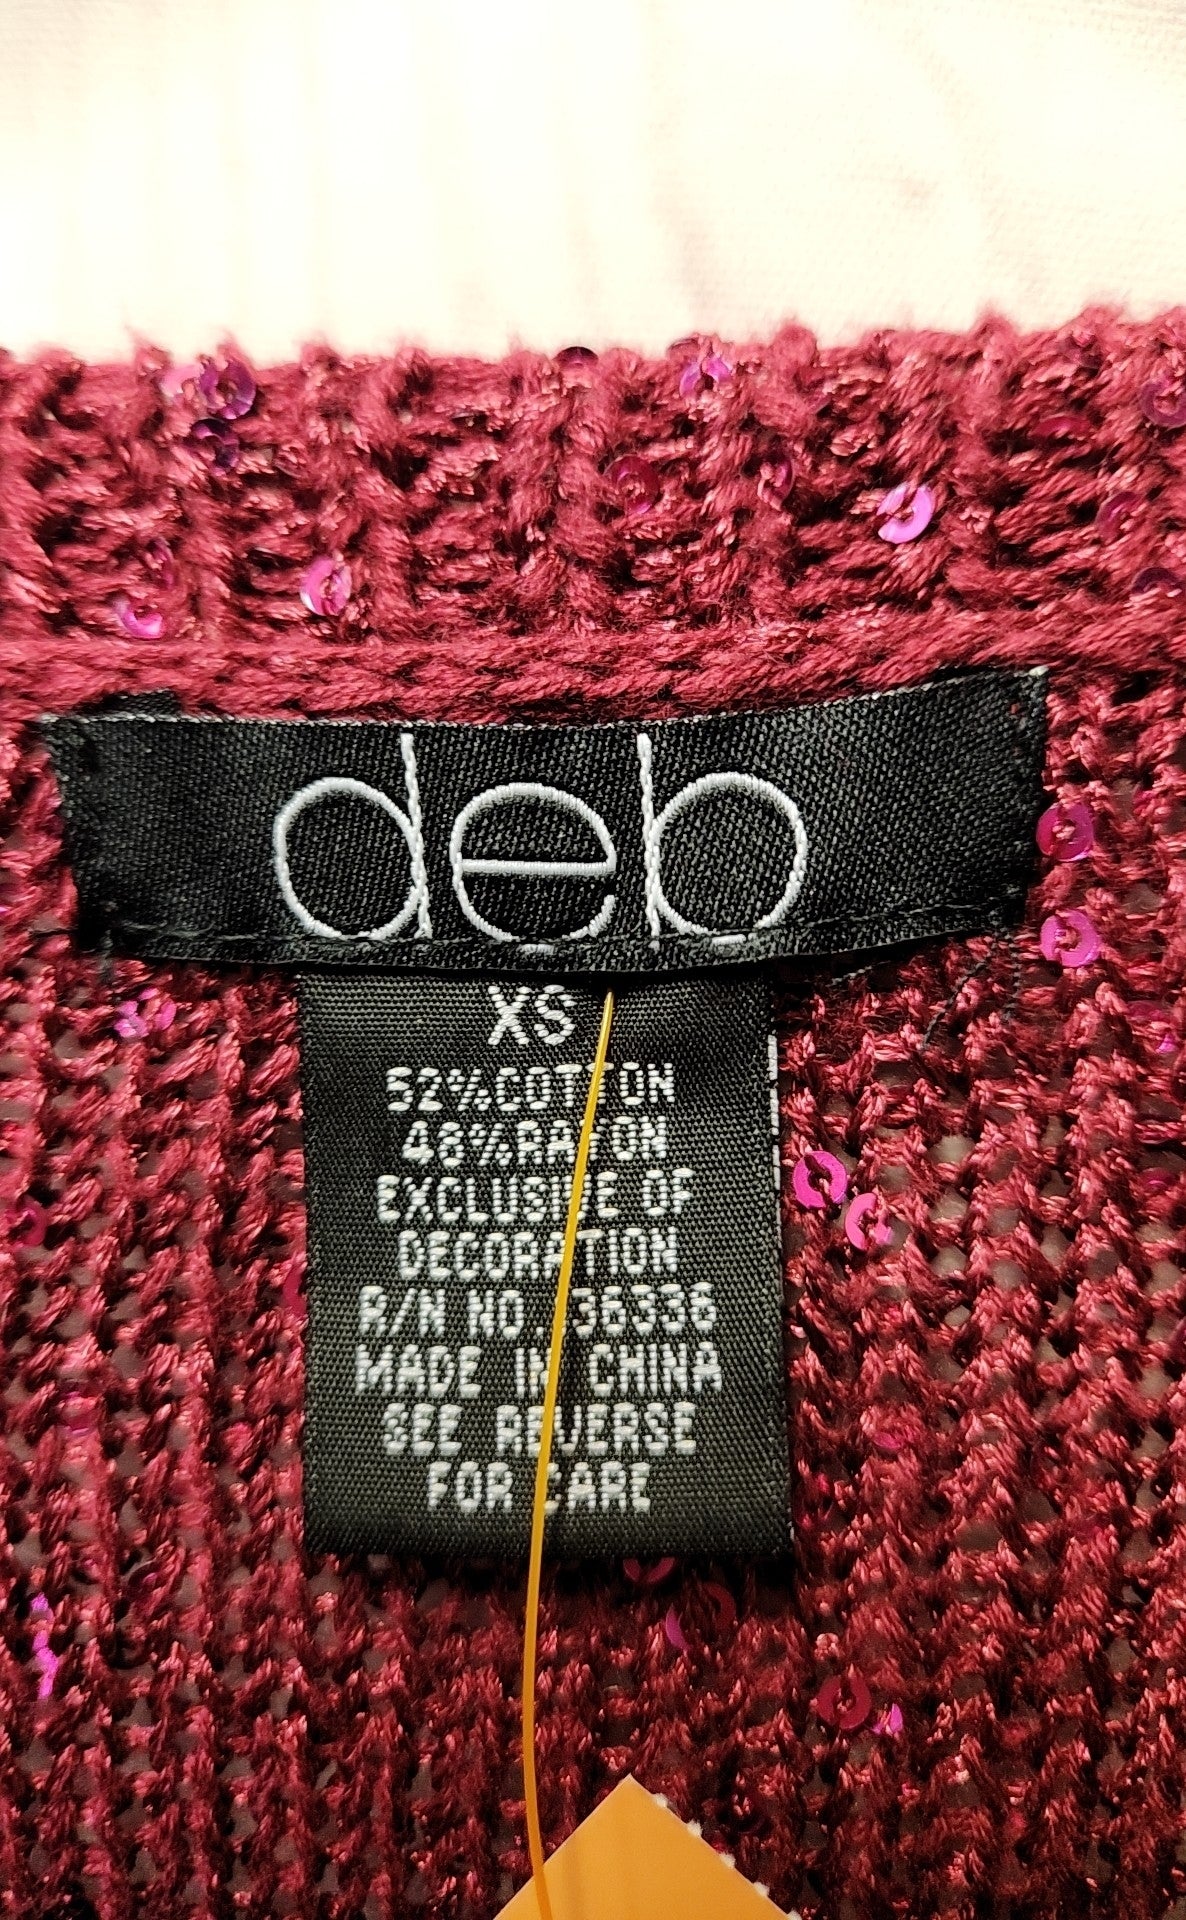 deb
XS
52%COTTON
48%RAYON
EXCLUSIVE OF
DECORATION
R/N NO. 36336
MADE IN CHINA
SEE REVERSE
FOR CARE